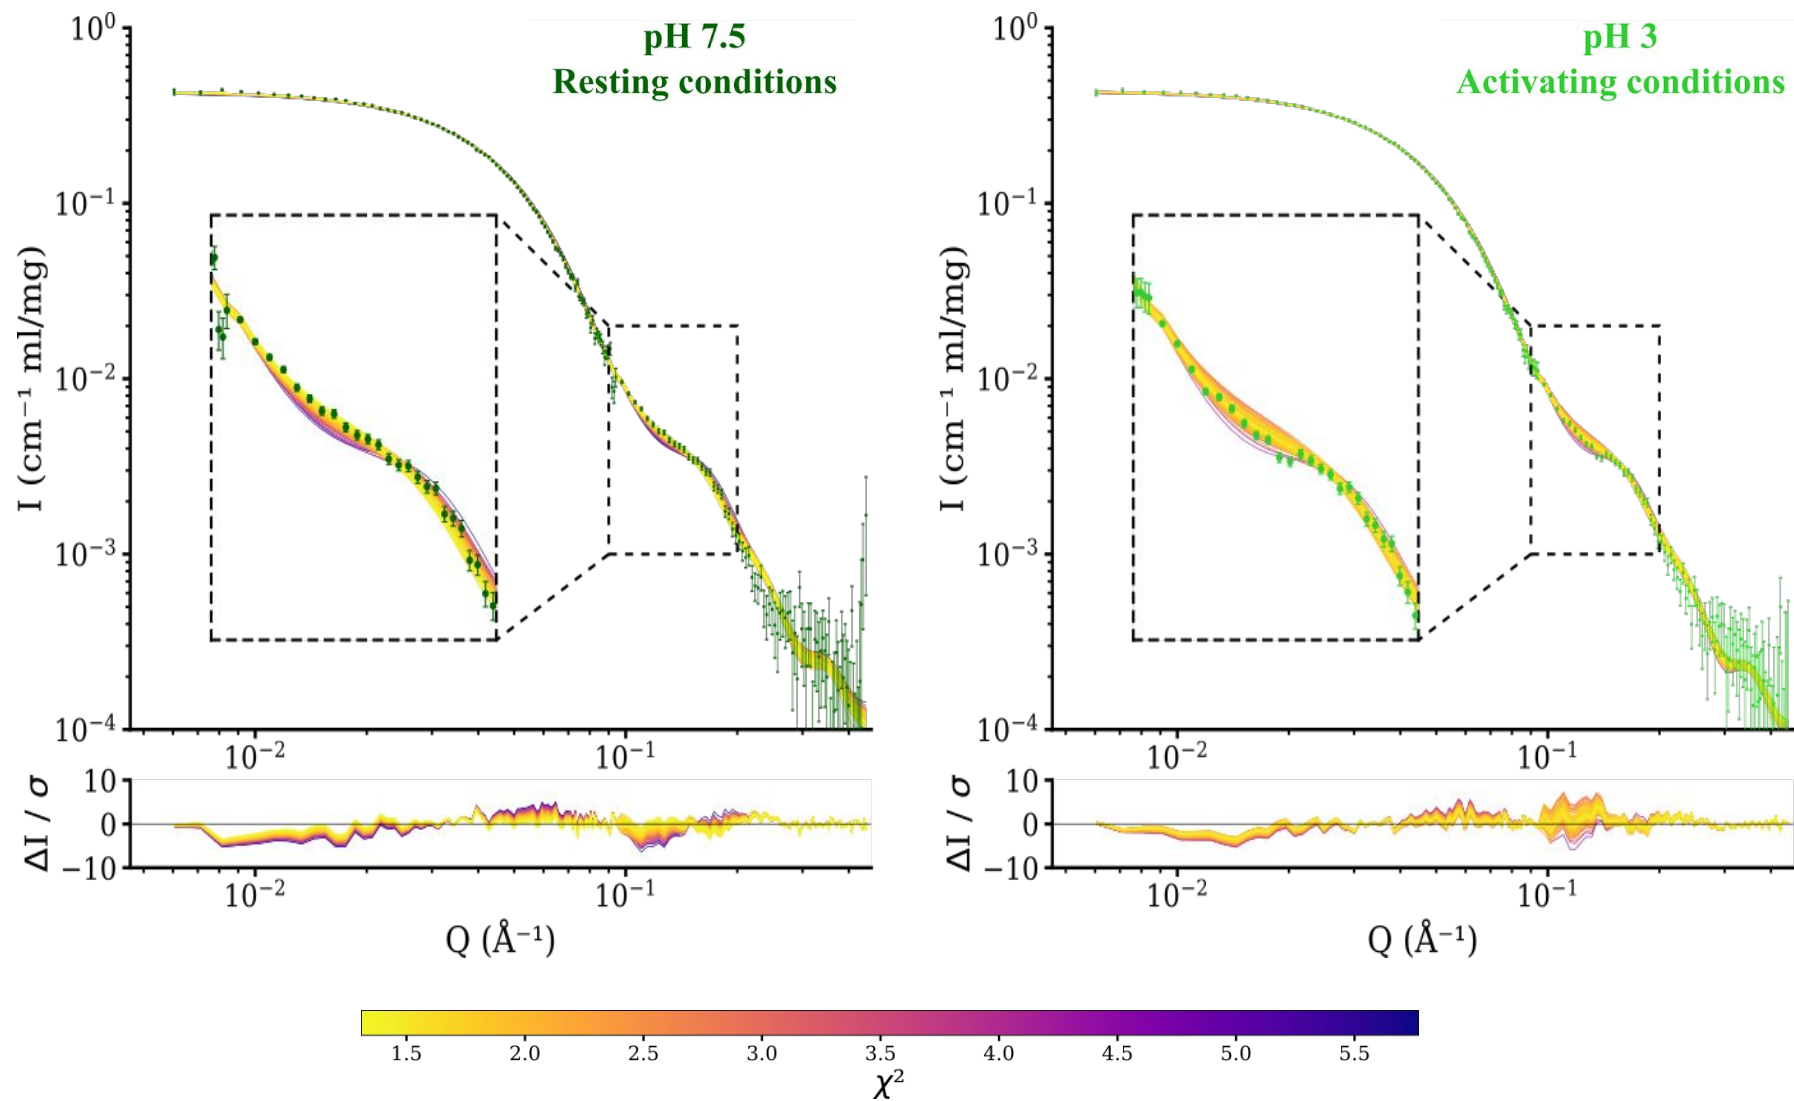 pH 7.5
Resting conditions
I (cm⁻¹ ml/mg)
10⁰
10⁻¹
10⁻²
10⁻³
10⁻⁴
10⁻²
10⁻¹
ΔI / σ
10
0
−10
10⁻²
10⁻¹
Q (Å⁻¹)
pH 3
Activating conditions
I (cm⁻¹ ml/mg)
10⁰
10⁻¹
10⁻²
10⁻³
10⁻⁴
10⁻²
10⁻¹
ΔI / σ
10
0
−10
10⁻²
10⁻¹
Q (Å⁻¹)
1.5 2.0 2.5 3.0 3.5 4.0 4.5 5.0 5.5
χ²